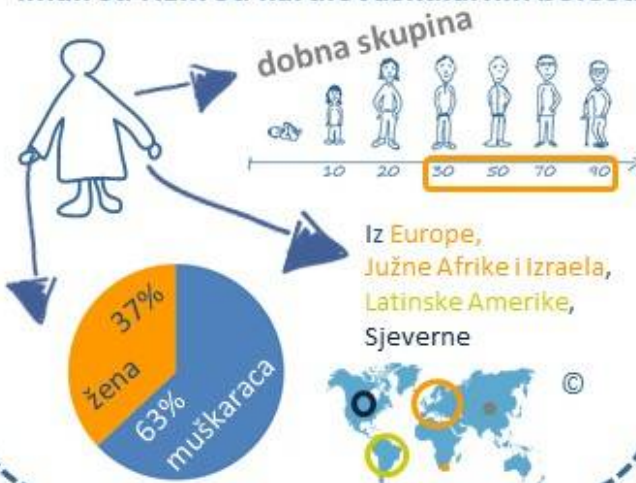 dobna skupina
10 20 30 50 70 90
Iz Europe,
Južne Afrike i Izraela,
Latinske Amerike,
Sjeverne
37%
žena
63%
muškaraca
©